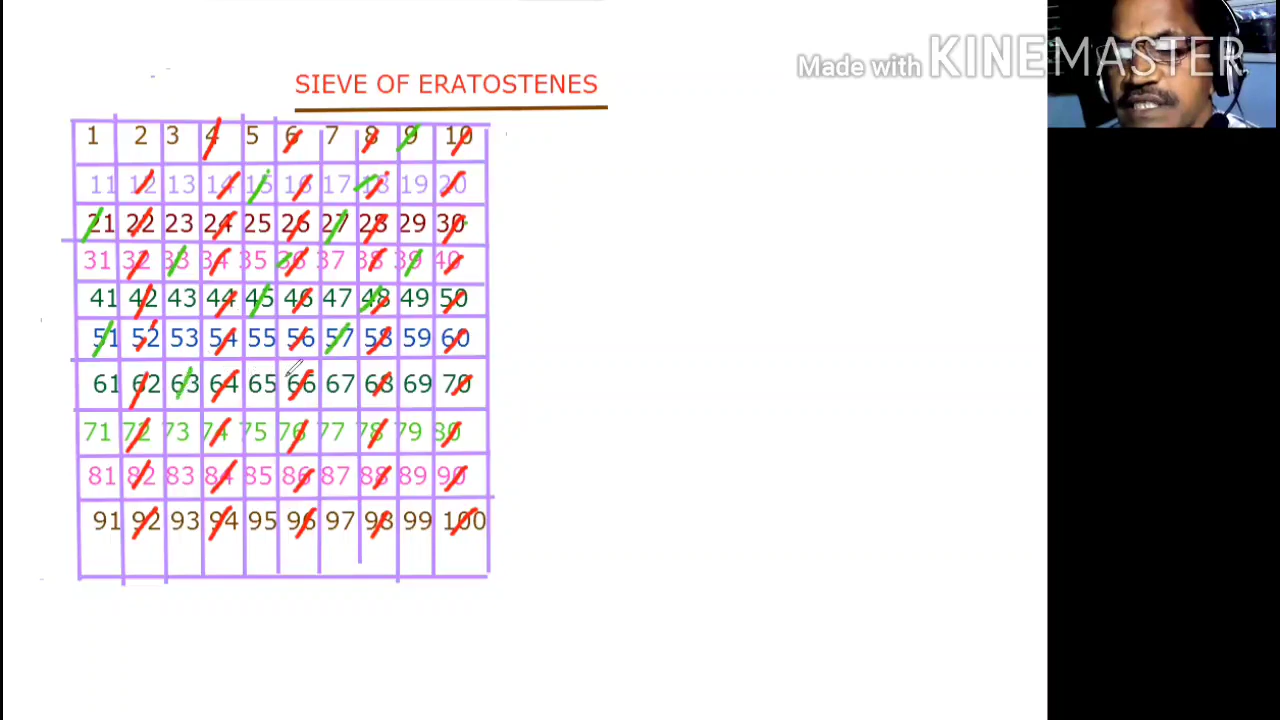 Made with KINEMASTER
SIEVE OF ERATOSTENES
1 2 3 4 5 6 7 8 9 10
11 12 13 14 15 16 17 18 19 20
21 22 23 24 25 26 27 28 29 30
31 32 33 34 35 36 37 38 39 40
41 42 43 44 45 46 47 48 49 50
51 52 53 54 55 56 57 58 59 60
61 62 63 64 65 66 67 68 69 70
71 72 73 74 75 76 77 78 79 80
81 82 83 84 85 86 87 88 89 90
91 92 93 94 95 96 97 98 99 100